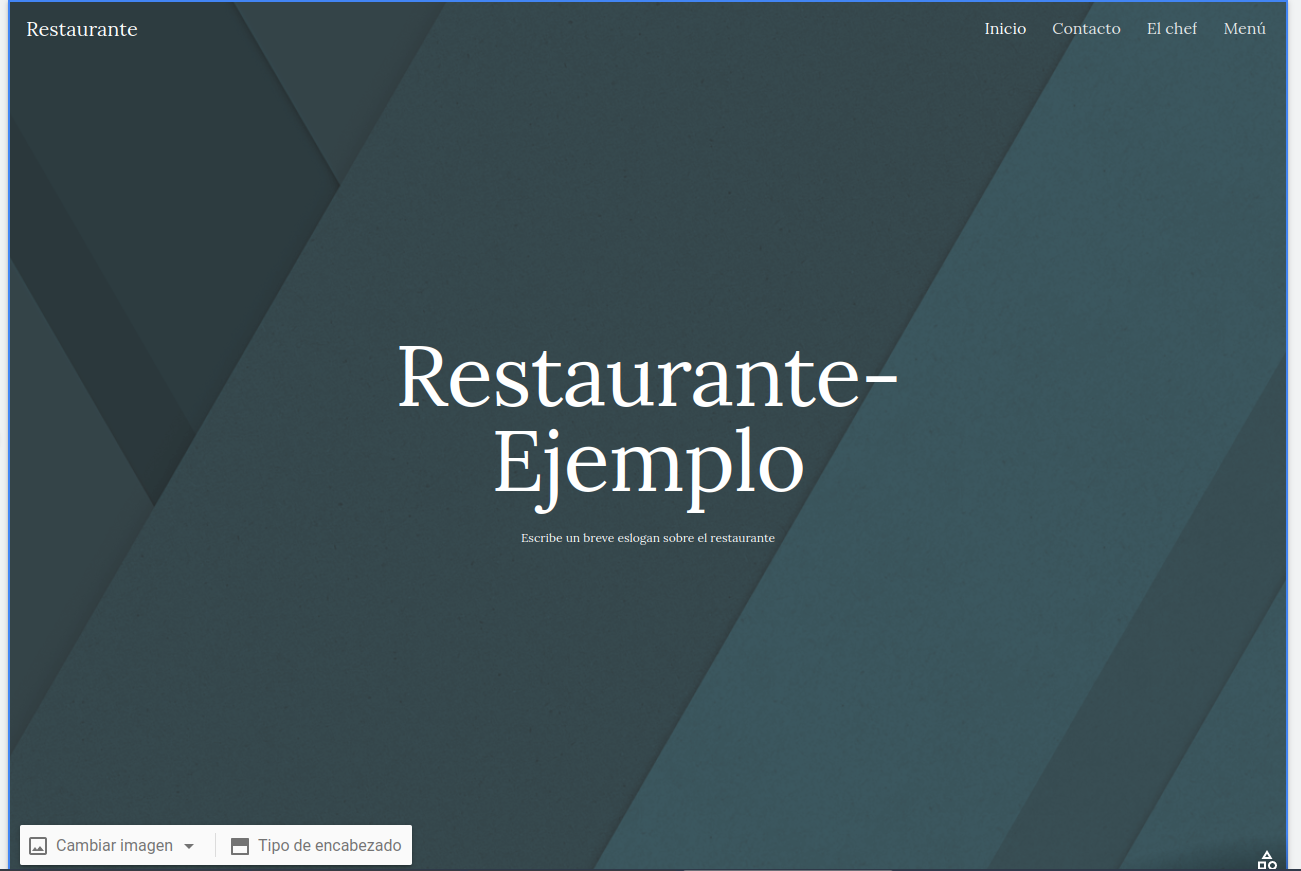 Restaurante
Inicio Contacto El chef Menú
Restaurante-
Ejemplo
Escribe un breve eslogan sobre el restaurante
Cambiar imagen Tipo de encabezado